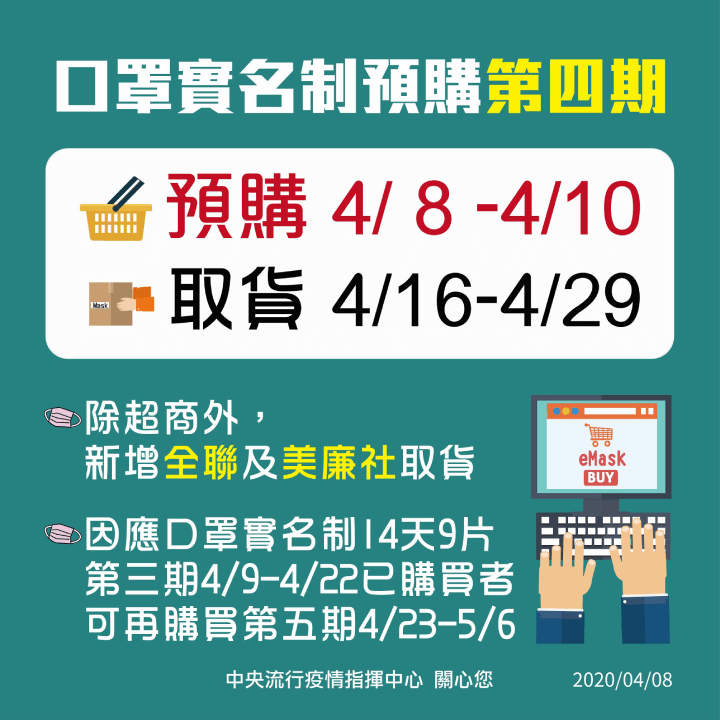 口罩實名制預購第四期
預購 4/ 8 -4/10
取貨 4/16-4/29
Mask
除超商外，
新增全聯及美廉社取貨
eMask
BUY
因應口罩實名制14天9片
第三期4/9-4/22已購買者
可再購買第五期4/23-5/6
中央流行疫情指揮中心 關心您
2020/04/08